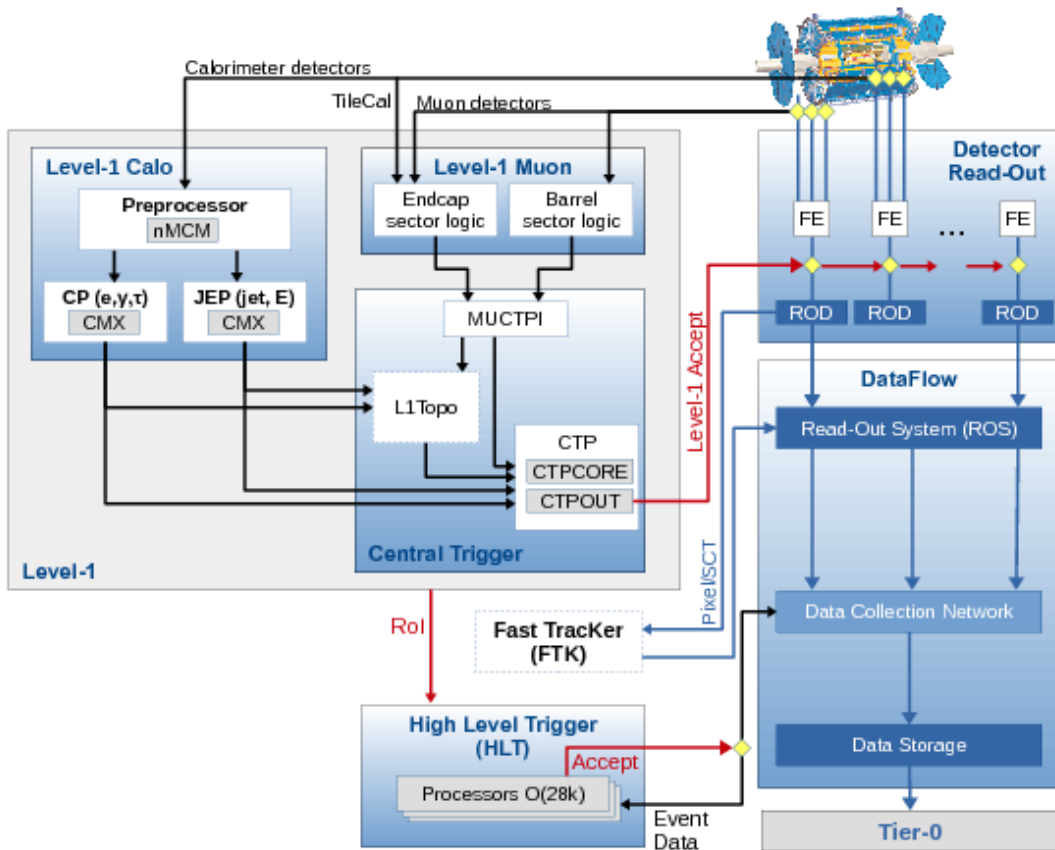 Calorimeter detectors
TileCal
Muon detectors
Level-1 Calo
Preprocessor
nMCM
CP (e,γ,τ)
CMX
JEP (jet, E)
CMX
Level-1 Muon
Endcap
sector logic
Barrel
sector logic
MUCTPI
L1Topo
CTP
CTPCORE
CTPOUT
Central Trigger
Level-1
Level-1 Accept
Detector
Read-Out
FE
FE
...
FE
ROD
ROD
ROD
DataFlow
Read-Out System (ROS)
Data Collection Network
Data Storage
Tier-0
Pixel/SCT
RoI
Fast TracKer
(FTK)
High Level Trigger
(HLT)
Accept
Processors O(28k)
Event
Data